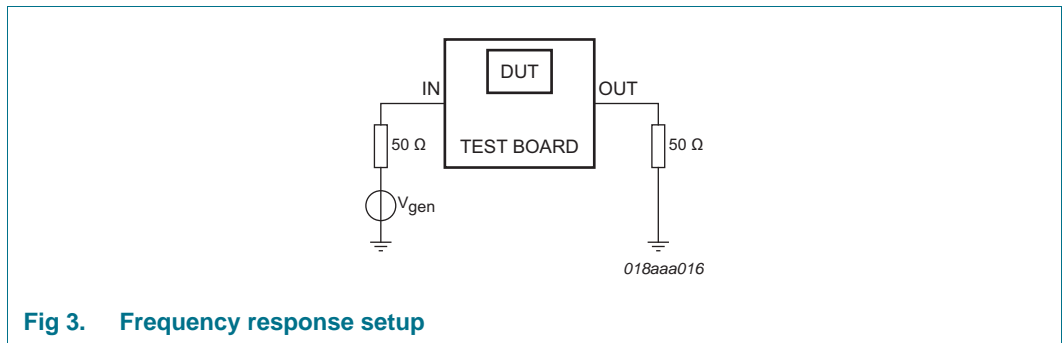 DUT
IN
OUT
50 Ω
TEST BOARD
50 Ω
Vgen
018aaa016
Fig 3. Frequency response setup